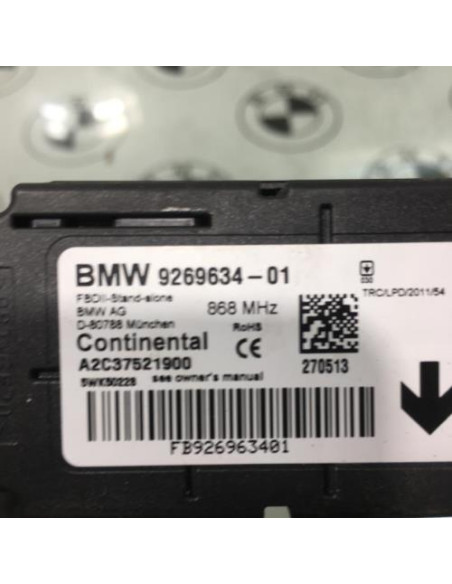 BMW 9269634-01
FBDII-Stand-alone
BMW AG
D-80788 München
868 MHz
RoHS
TRC/LPD/2011/54
Continental
CE
A2C37521900
270513
5WK50228 see owner's manual
FB926963401